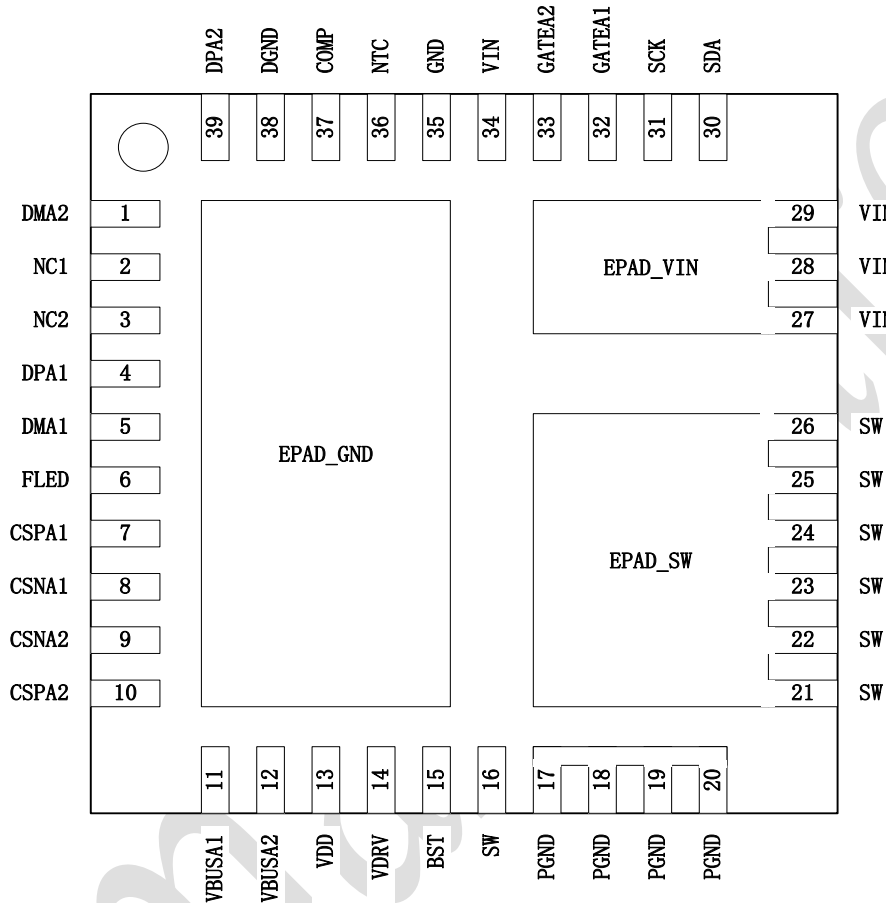 DPA2 DGND COMP NTC GND VIN GATEA2 GATEA1 SCK SDA
39 38 37 36 35 34 33 32 31 30
DMA2 1
NC1 2
NC2 3
DPA1 4
DMA1 5
FLED 6
CSPA1 7
CSNA1 8
CSNA2 9
CSPA2 10
EPAD_GND
EPAD_VIN
EPAD_SW
29 VIN
28 VIN
27 VIN
26 SW
25 SW
24 SW
23 SW
22 SW
21 SW
11 12 13 14 15 16 17 18 19 20
VBUSA1 VBUSA2 VDD VDRV BST SW PGND PGND PGND PGND